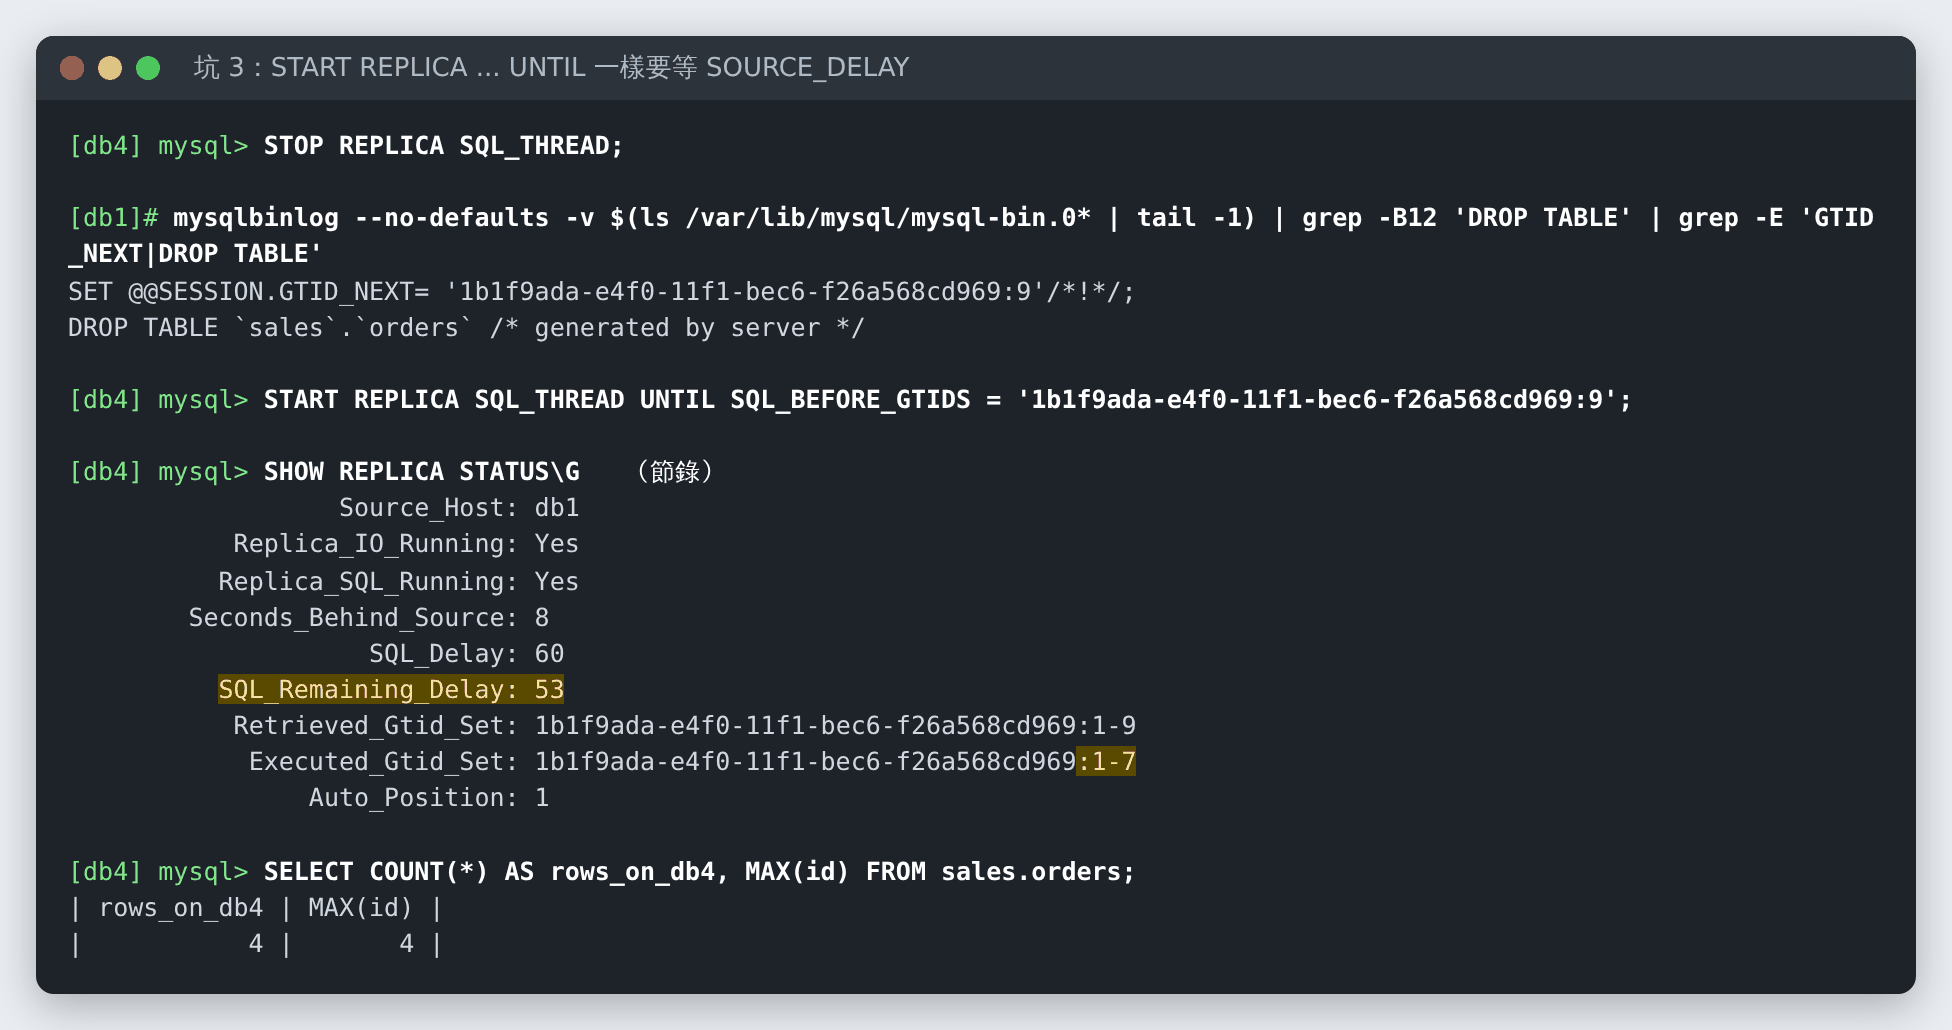 坑 3：START REPLICA ... UNTIL 一樣要等 SOURCE_DELAY
[db4] mysql> STOP REPLICA SQL_THREAD;
[db1]# mysqlbinlog --no-defaults -v $(ls /var/lib/mysql/mysql-bin.0* | tail -1) | grep -B12 'DROP TABLE' | grep -E 'GTID
_NEXT|DROP TABLE'
SET @@SESSION.GTID_NEXT= '1b1f9ada-e4f0-11f1-bec6-f26a568cd969:9'/*!*/;
DROP TABLE `sales`.`orders` /* generated by server */
[db4] mysql> START REPLICA SQL_THREAD UNTIL SQL_BEFORE_GTIDS = '1b1f9ada-e4f0-11f1-bec6-f26a568cd969:9';
[db4] mysql> SHOW REPLICA STATUS\G （節錄）
Source_Host: db1
Replica_IO_Running: Yes
Replica_SQL_Running: Yes
Seconds_Behind_Source: 8
SQL_Delay: 60
SQL_Remaining_Delay: 53
Retrieved_Gtid_Set: 1b1f9ada-e4f0-11f1-bec6-f26a568cd969:1-9
Executed_Gtid_Set: 1b1f9ada-e4f0-11f1-bec6-f26a568cd969:1-7
Auto_Position: 1
[db4] mysql> SELECT COUNT(*) AS rows_on_db4, MAX(id) FROM sales.orders;
| rows_on_db4 | MAX(id) |
|           4 |       4 |